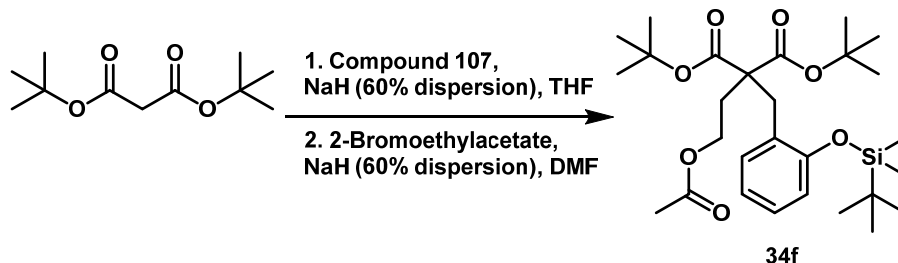 1. Compound 107,
NaH (60% dispersion), THF
2. 2-Bromoethylacetate,
NaH (60% dispersion), DMF
O
O
O
O
O
O
O
O
O
O
O
Si
34f